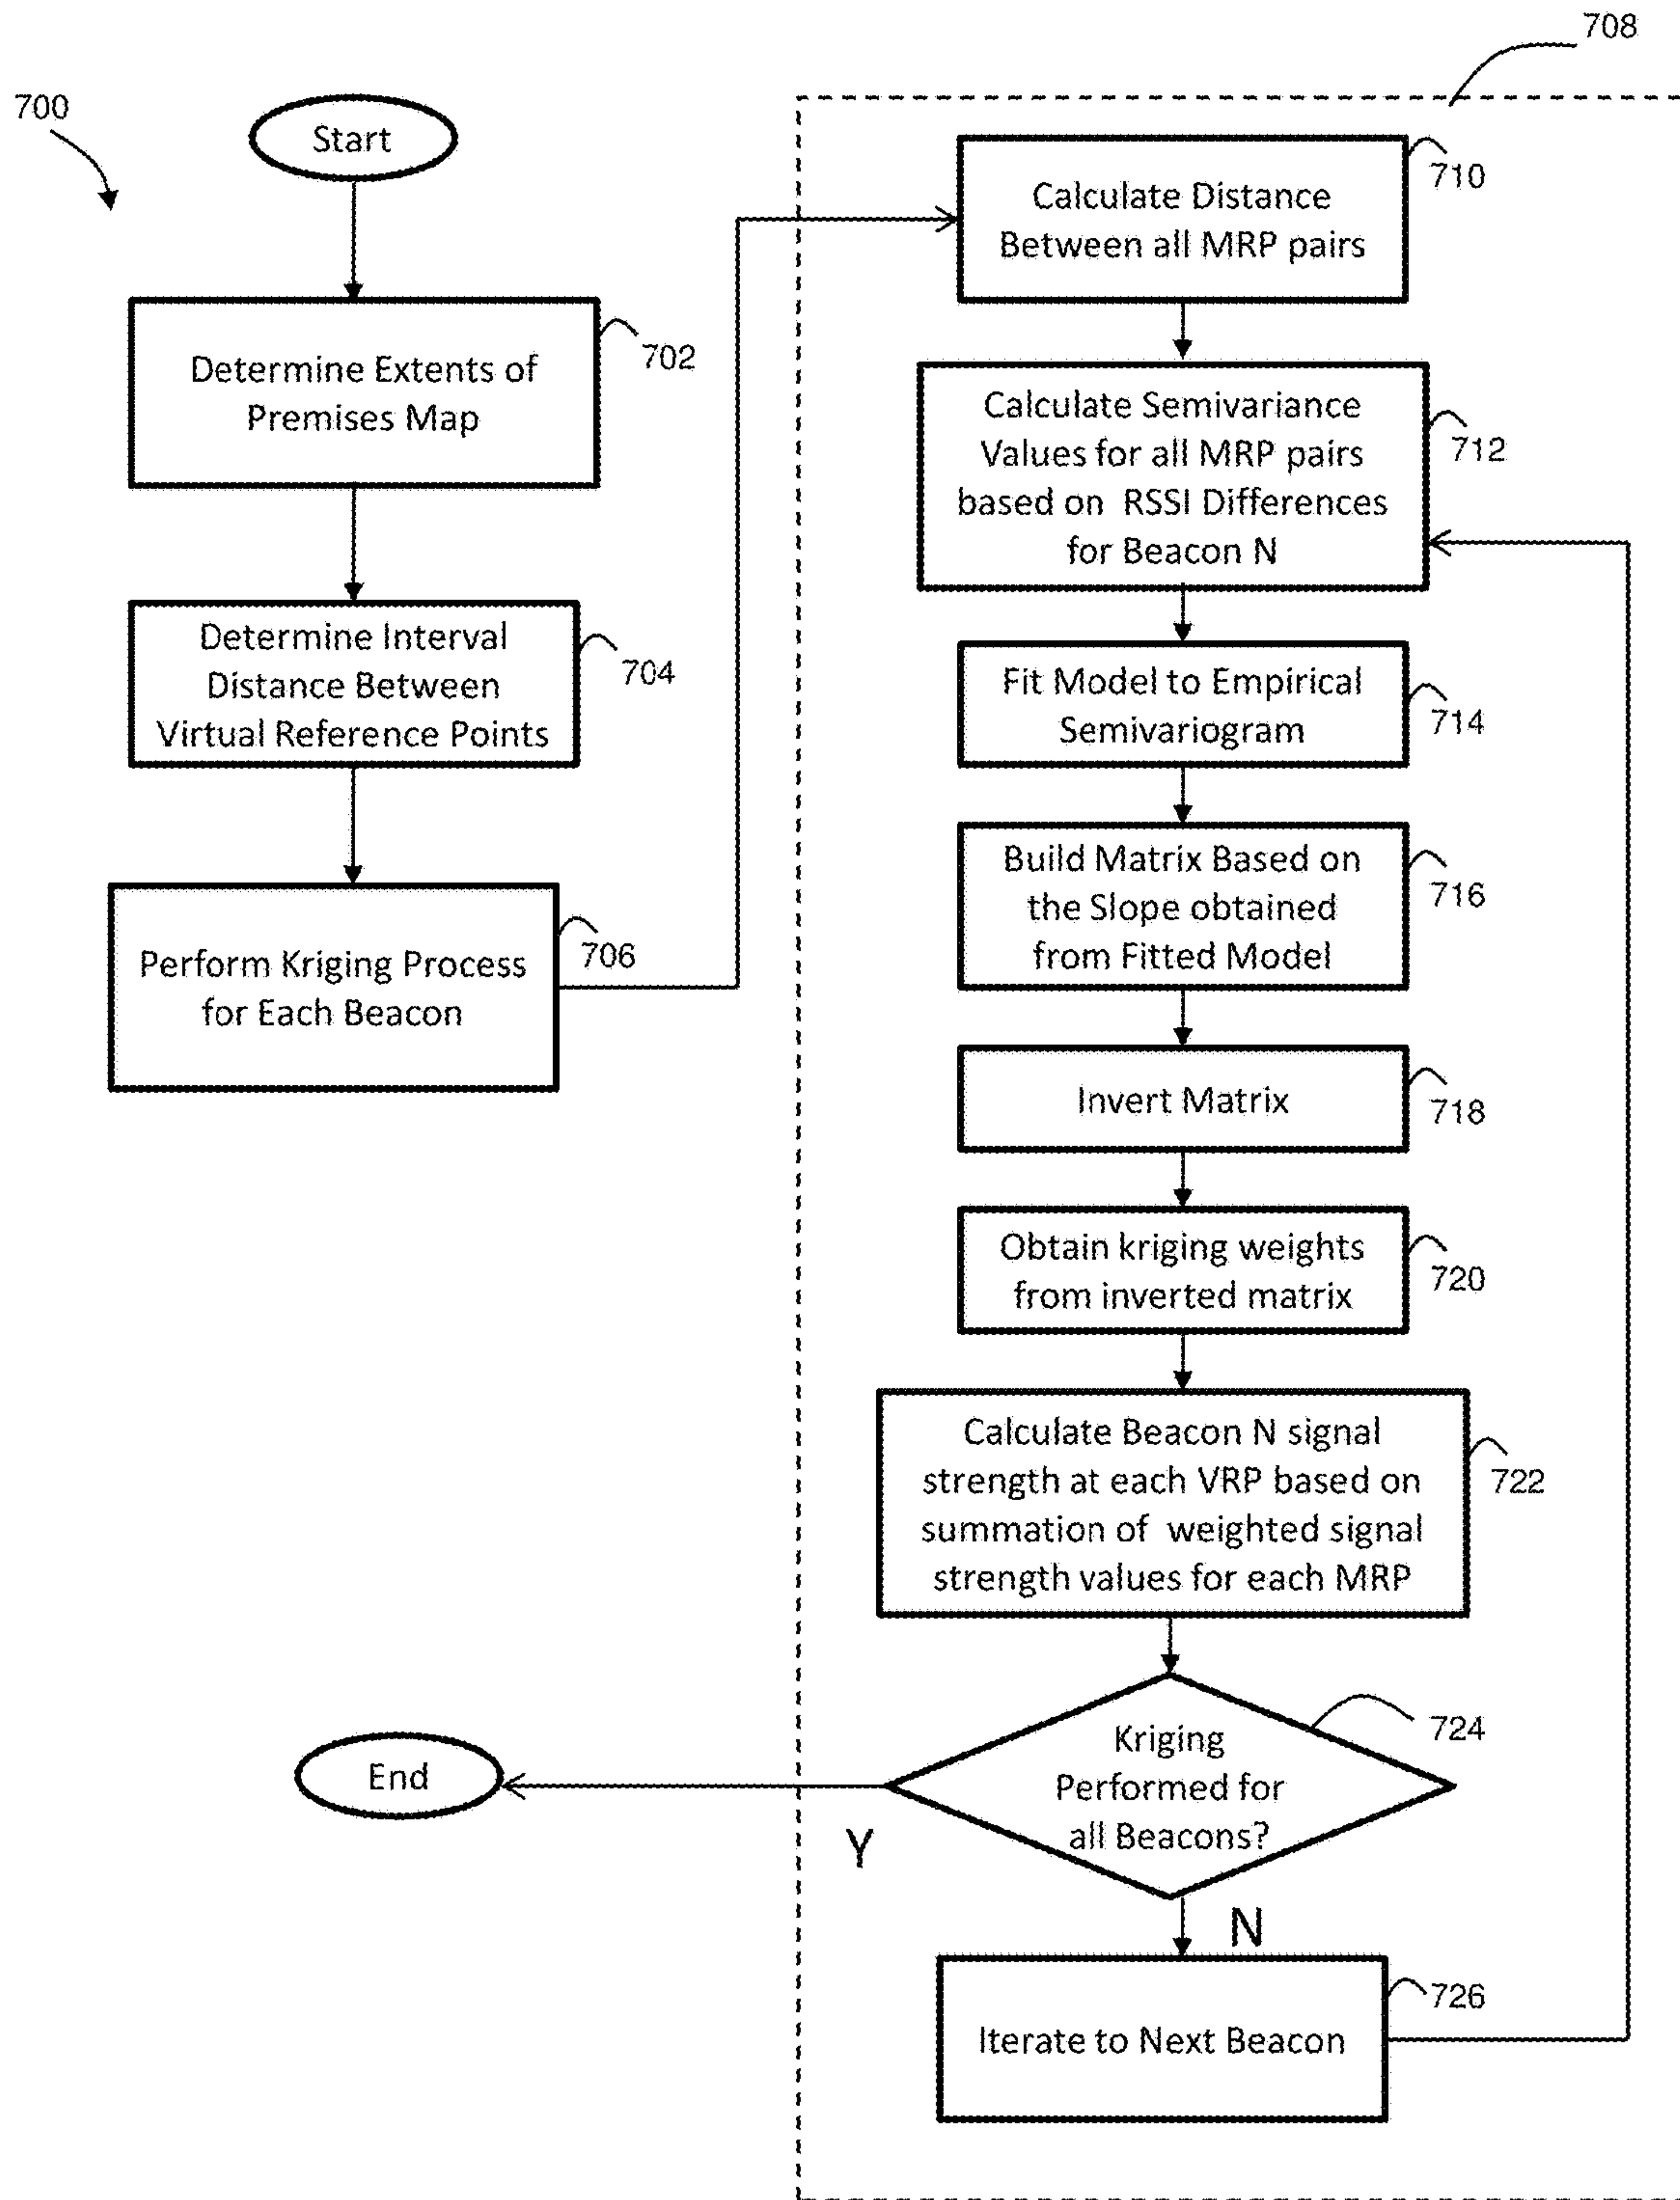 708
700
Start
Determine Extents of
Premises Map
702
Determine Interval
Distance Between
Virtual Reference Points
704
Perform Kriging Process
for Each Beacon
706
Calculate Distance
Between all MRP pairs
710
Calculate Semivariance
Values for all MRP pairs
based on RSSI Differences
for Beacon N
712
Fit Model to Empirical
Semivariogram
714
Build Matrix Based on
the Slope obtained
from Fitted Model
716
Invert Matrix
718
Obtain kriging weights
from inverted matrix
720
Calculate Beacon N signal
strength at each VRP based on
summation of weighted signal
strength values for each MRP
722
Kriging
Performed for
all Beacons?
724
Y
End
N
Iterate to Next Beacon
726